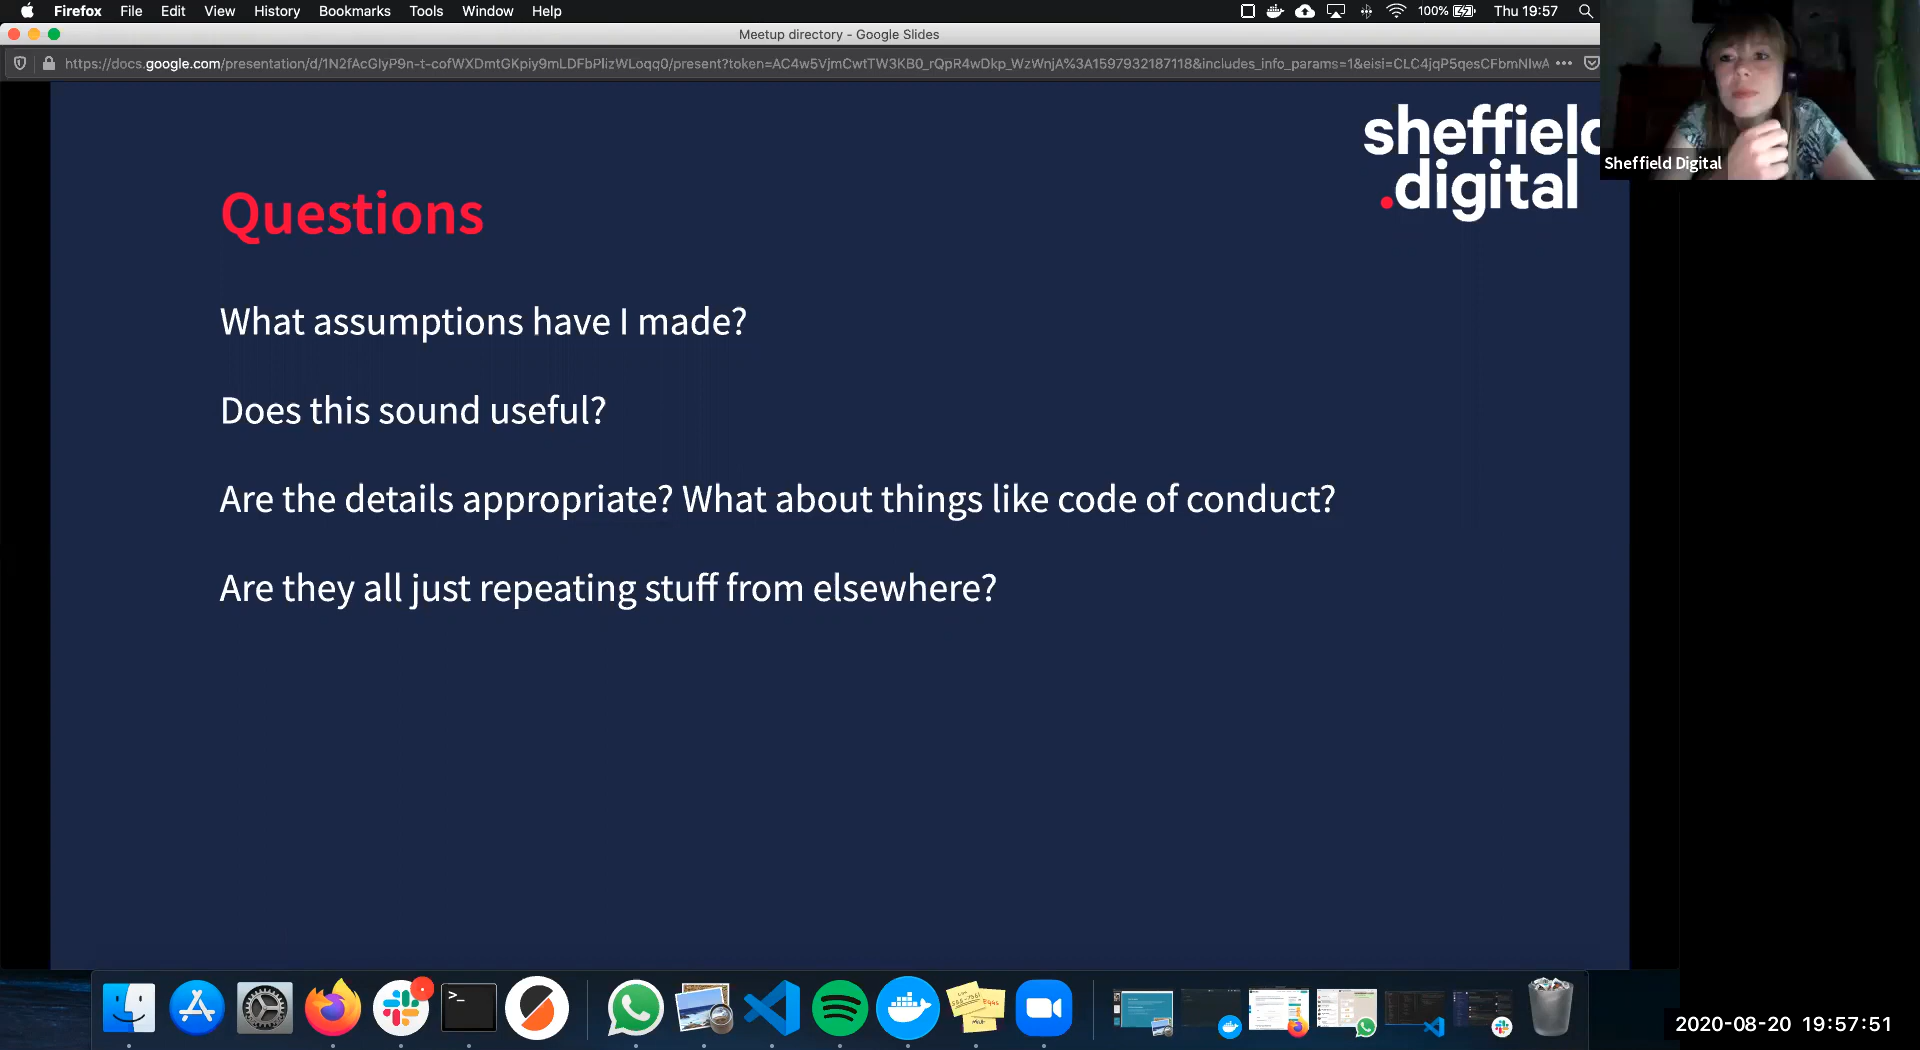 Firefox File Edit View History Bookmarks Tools Window Help 100% Thu 19:57
Meetup directory - Google Slides
https://docs.google.com/presentation/d/1N2fAcGlyP9n-t-cofWXDmtGKpiy9mLDFbPlizWLoqq0/present?token=AC4w5VjmCwtTW3KB0_rQpR4wDkp_WzWnjA%3A1597932187118&includes_info_params=1&eisi=CLC4jqP5qesCFbmNlwA
sheffield
.digital
Sheffield Digital
Questions
What assumptions have I made?
Does this sound useful?
Are the details appropriate? What about things like code of conduct?
Are they all just repeating stuff from elsewhere?
2020-08-20 19:57:51